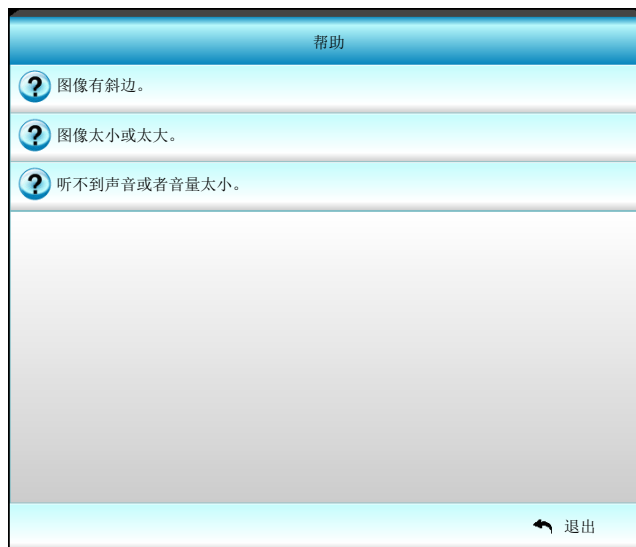 帮助
图像有斜边。
图像太小或太大。
听不到声音或者音量太小。
退出